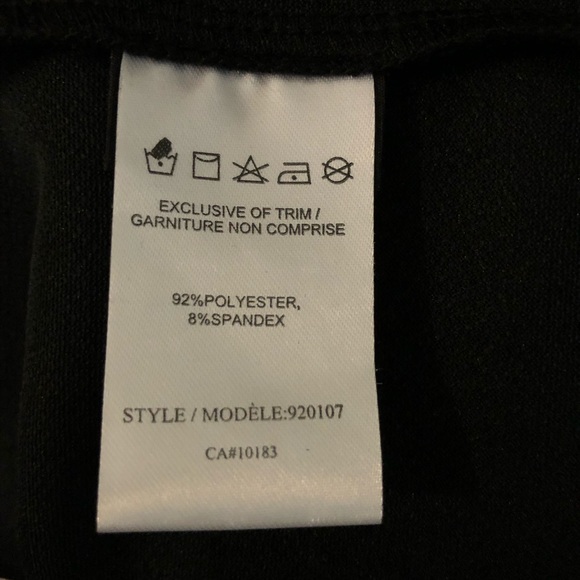 EXCLUSIVE OF TRIM /
GARNITURE NON COMPRISE
92%POLYESTER,
8%SPANDEX
STYLE / MODÈLE:920107
CA#10183